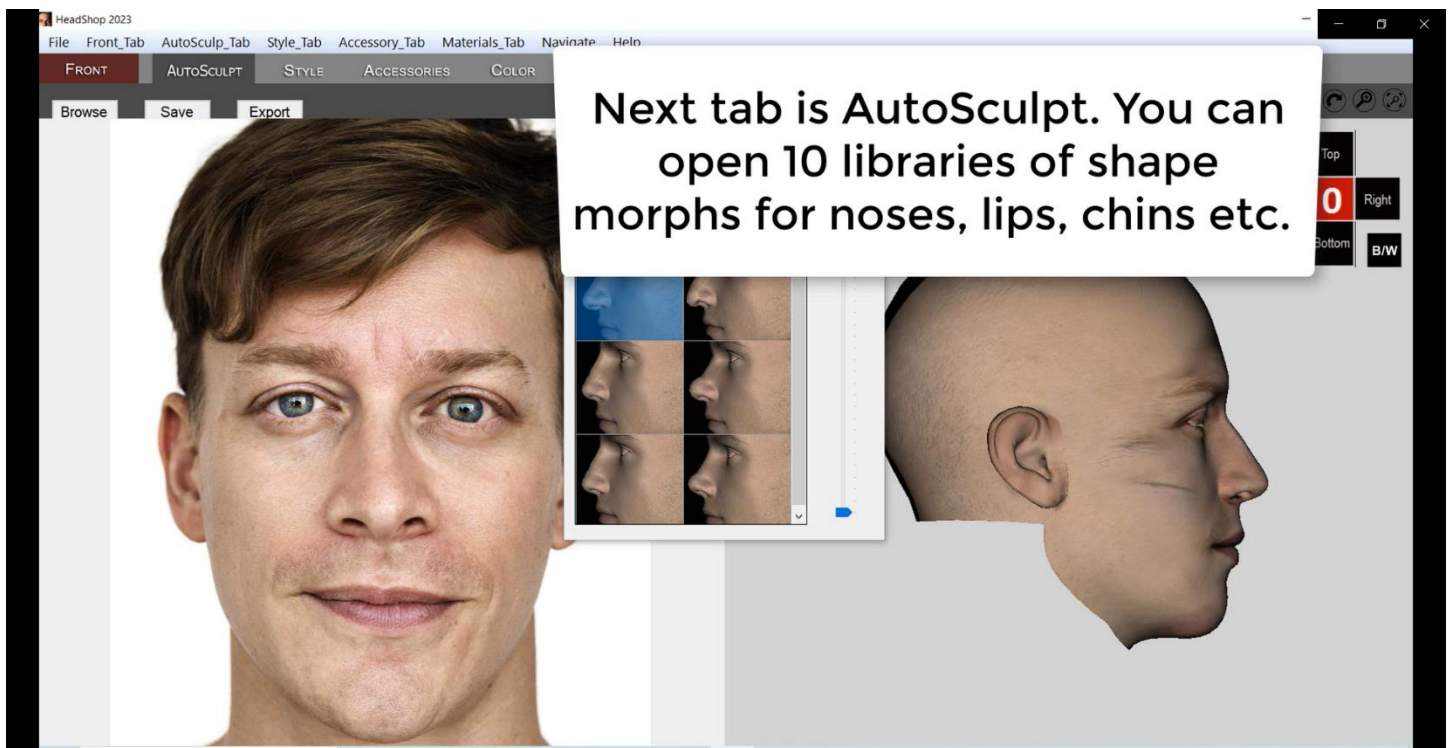 HeadShop 2023
File Front_Tab AutoSculp_Tab Style_Tab Accessory_Tab Materials_Tab Navigate Help
FRONT AUTOSCULPT STYLE ACCESSORIES COLOR
Browse Save Export
Next tab is AutoSculpt. You can
open 10 libraries of shape
morphs for noses, lips, chins etc.
Top
0 Right
Bottom B/W